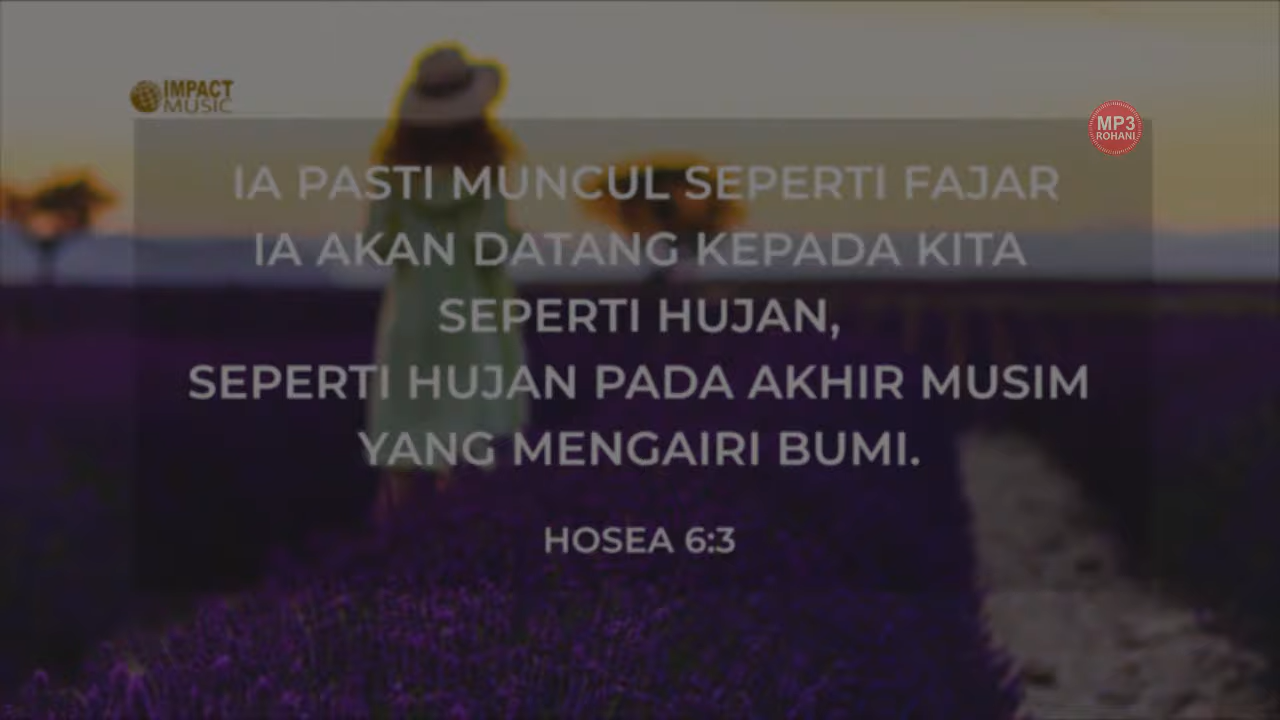 IMPACT
MUSIC
MP3
ROHANI
IA PASTI MUNCUL SEPERTI FAJAR
IA AKAN DATANG KEPADA KITA
SEPERTI HUJAN,
SEPERTI HUJAN PADA AKHIR MUSIM
YANG MENGAIRI BUMI.
HOSEA 6:3